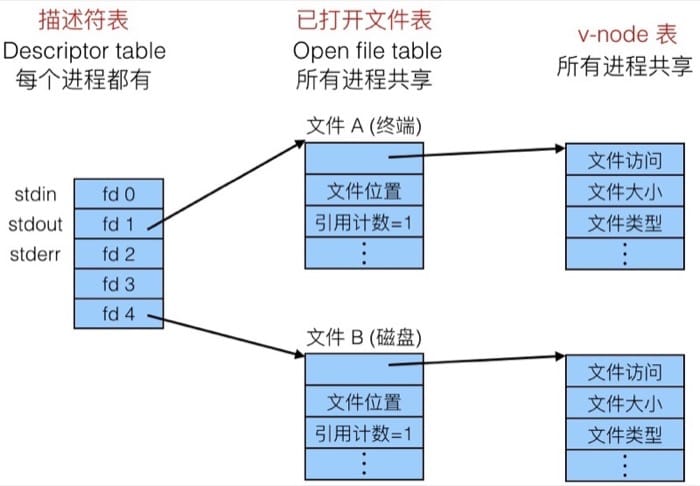 描述符表
Descriptor table
每个进程都有
已打开文件表
Open file table
所有进程共享
v-node 表
所有进程共享
stdin
fd 0
stdout
fd 1
stderr
fd 2
fd 3
fd 4
文件 A (终端)
文件位置
引用计数=1
文件访问
文件大小
文件类型
文件 B (磁盘)
文件位置
引用计数=1
文件访问
文件大小
文件类型